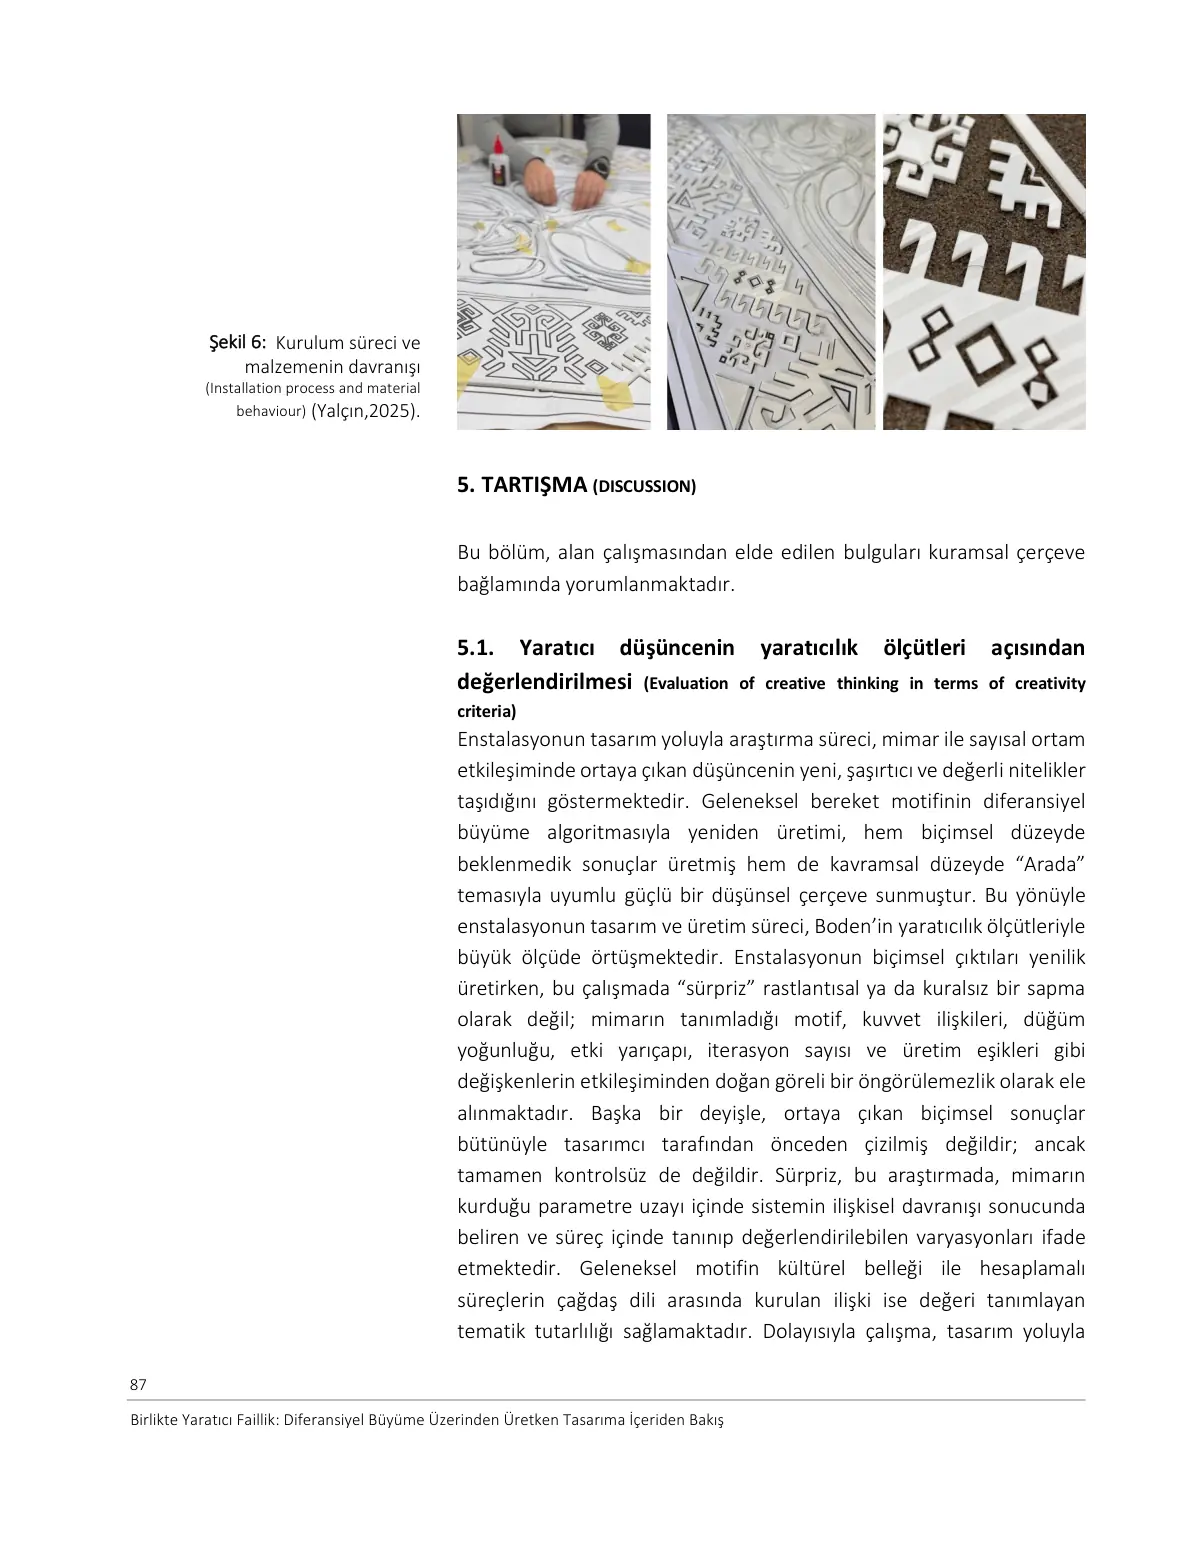 Şekil 6: Kurulum süreci ve
malzemenin davranışı
(Installation process and material
behaviour) (Yalçın,2025).
5. TARTIŞMA (DISCUSSION)
Bu bölüm, alan çalışmasından elde edilen bulguları kuramsal çerçeve
bağlamında yorumlanmaktadır.
5.1. Yaratıcı düşüncenin yaratıcılık ölçütleri açısından
değerlendirilmesi (Evaluation of creative thinking in terms of creativity
criteria)
Enstalasyonun tasarım yoluyla araştırma süreci, mimar ile sayısal ortam
etkileşiminde ortaya çıkan düşüncenin yeni, şaşırtıcı ve değerli nitelikler
taşıdığını göstermektedir. Geleneksel bereket motifinin diferansiyel
büyüme algoritmasıyla yeniden üretimi, hem biçimsel düzeyde
beklenmedik sonuçlar üretmiş hem de kavramsal düzeyde “Arada”
temasıyla uyumlu güçlü bir düşünsel çerçeve sunmuştur. Bu yönüyle
enstalasyonun tasarım ve üretim süreci, Boden’in yaratıcılık ölçütleriyle
büyük ölçüde örtüşmektedir. Enstalasyonun biçimsel çıktıları yenilik
üretirken, bu çalışmada “sürpriz” rastlantısal ya da kuralsız bir sapma
olarak değil; mimarın tanımladığı motif, kuvvet ilişkileri, düğüm
yoğunluğu, etki yarıçapı, iterasyon sayısı ve üretim eşikleri gibi
değişkenlerin etkileşiminden doğan göreli bir öngörülemezlik olarak ele
alınmaktadır. Başka bir deyişle, ortaya çıkan biçimsel sonuçlar
bütünüyle tasarımcı tarafından önceden çizilmiş değildir; ancak
tamamen kontrolsüz de değildir. Sürpriz, bu araştırmada, mimarın
kurduğu parametre uzayı içinde sistemin ilişkisel davranışı sonucunda
beliren ve süreç içinde tanınıp değerlendirilebilen varyasyonları ifade
etmektedir. Geleneksel motifin kültürel belleği ile hesaplamalı
süreçlerin çağdaş dili arasında kurulan ilişki ise değeri tanımlayan
tematik tutarlılığı sağlamaktadır. Dolayısıyla çalışma, tasarım yoluyla
87
Birlikte Yaratıcı Faillik: Diferansiyel Büyüme Üzerinden Üretken Tasarıma İçeriden Bakış